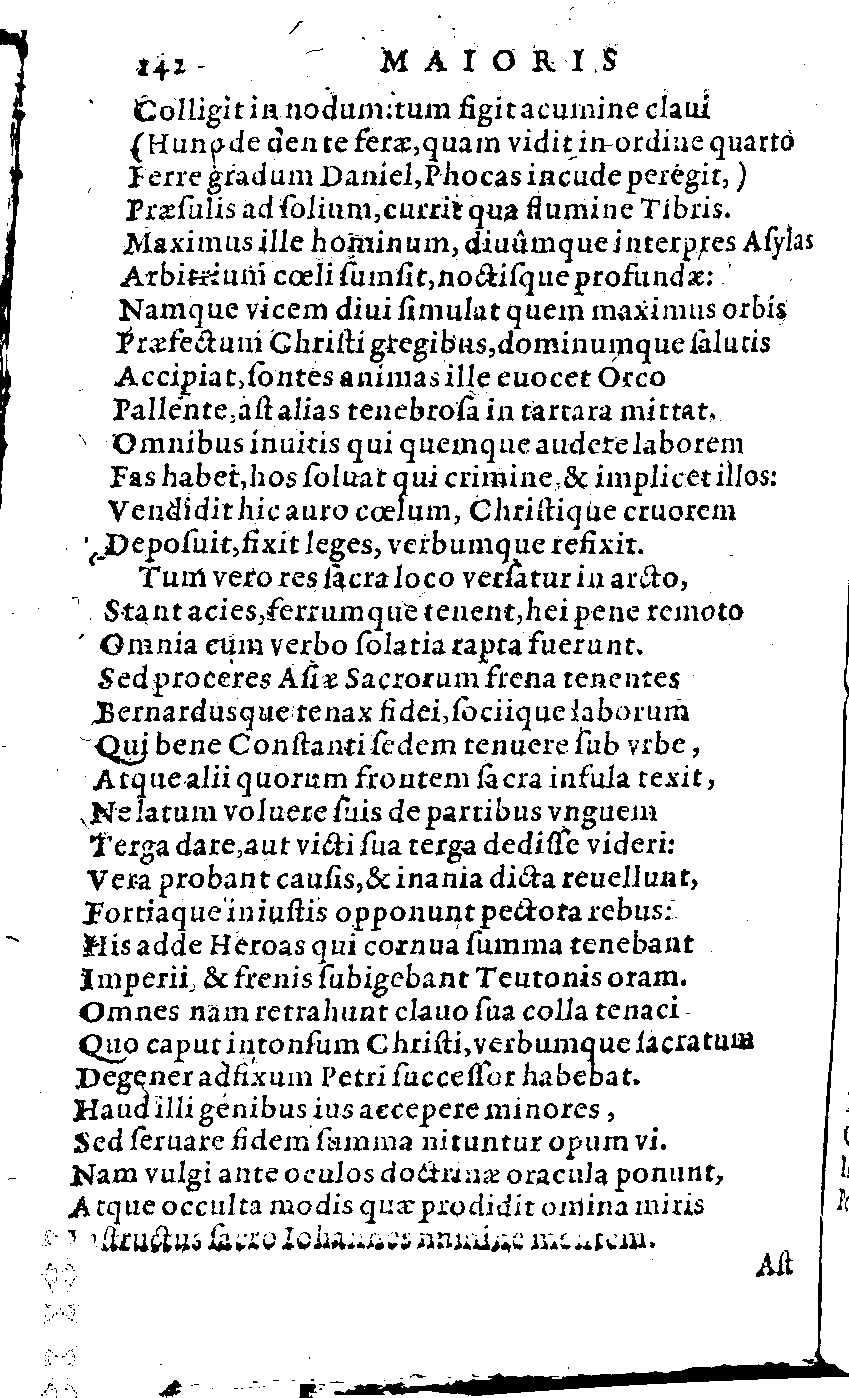 142 MAIORIS
Colligit in nodum: tum figit acumine claui
(Hunc de dente feræ, quam vidit in ordine quarto
Ferre gradum Daniel, Phocas incude peregit,)
Præſulis ad ſolium, currit qua flumine Tibris.
Maximus ille hominum, diuûmque interpres Aſylas
Arbitrium cœli ſumſit, noctiſque profundæ:
Namque vicem diui ſimulat quem maximus orbis
Præfectum Chriſti gregibus, dominumque ſalutis
Accipiat, ſontes animas ille euocet Orco
Pallente, aſt alias tenebroſa in tartara mittat.
Omnibus inuitis qui quemque audere laborem
Fas habet, hos ſoluat qui crimine, & implicet illos:
Vendidit hic auro cœlum, Chriſtique cruorem
Depoſuit, fixit leges, verbumque refixit.
Tum vero res ſacra loco verſatur in arcto,
Stant acies, ferrumque tenent, hei pene remoto
Omnia cum verbo ſolatia rapta fuerunt.
Sed proceres Aſiæ Sacrorum frena tenentes
Bernardusque tenax fidei, ſociique laborum
Qui bene Conſtanti ſedem tenuere ſub vrbe,
Atque alii quorum frontem ſacra infula texit,
Ne latum voluere ſuis de partibus vnguem
Terga dare, aut victi ſua terga dediſſe videri:
Vera probant cauſis, & inania dicta reuellunt,
Fortiaque iniuſtis opponunt pectora rebus:
His adde Heroas qui cornua ſumma tenebant
Imperii, & frenis ſubigebant Teutonis oram.
Omnes nam retrahunt clauo ſua colla tenaci
Quo caput intonſum Chriſti, verbumque ſacratum
Degener adfixum Petri ſucceſſor habebat.
Haud illi genibus ius accepere minores,
Sed ſeruare fidem ſumma nituntur opum vi.
Nam vulgi ante oculos doctrinæ oracula ponunt,
Atque occulta modis quæ prodidit omina miris
ſacro Iohannes numine mentem.
Aſt